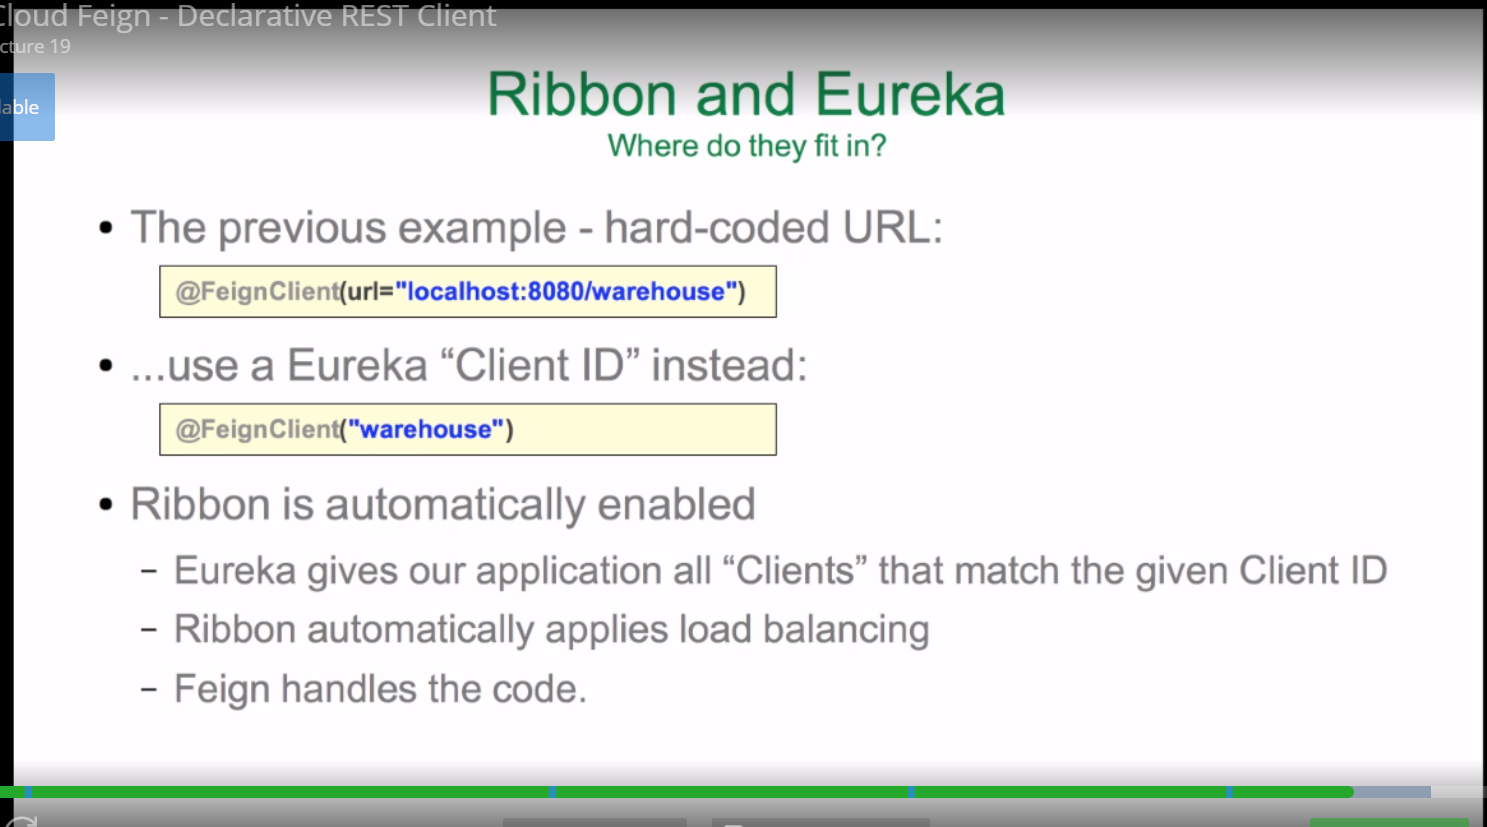 Cloud Feign - Declarative REST Client
cture 19
lable
Ribbon and Eureka
Where do they fit in?
• The previous example - hard-coded URL:
@FeignClient(url="localhost:8080/warehouse")
• ...use a Eureka “Client ID” instead:
@FeignClient("warehouse")
• Ribbon is automatically enabled
– Eureka gives our application all “Clients” that match the given Client ID
– Ribbon automatically applies load balancing
– Feign handles the code.